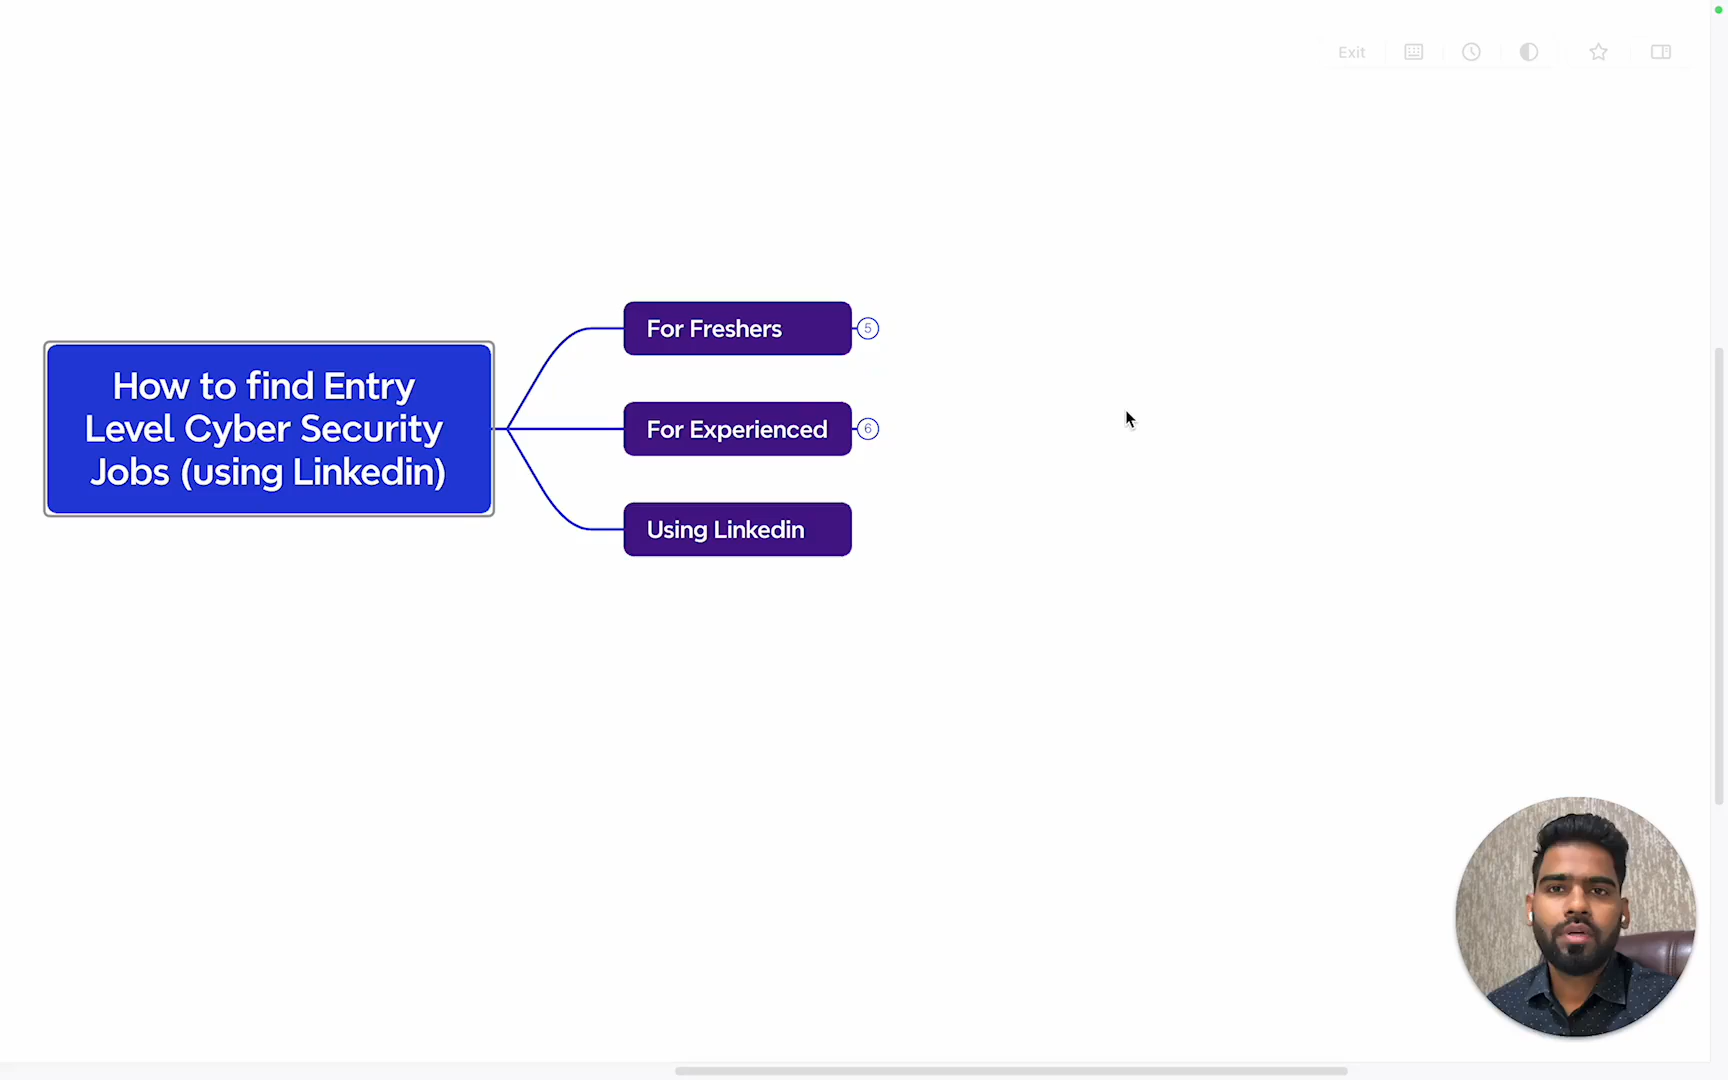 Exit
For Freshers 5
How to find Entry
Level Cyber Security
Jobs (using Linkedin)
For Experienced 6
Using Linkedin